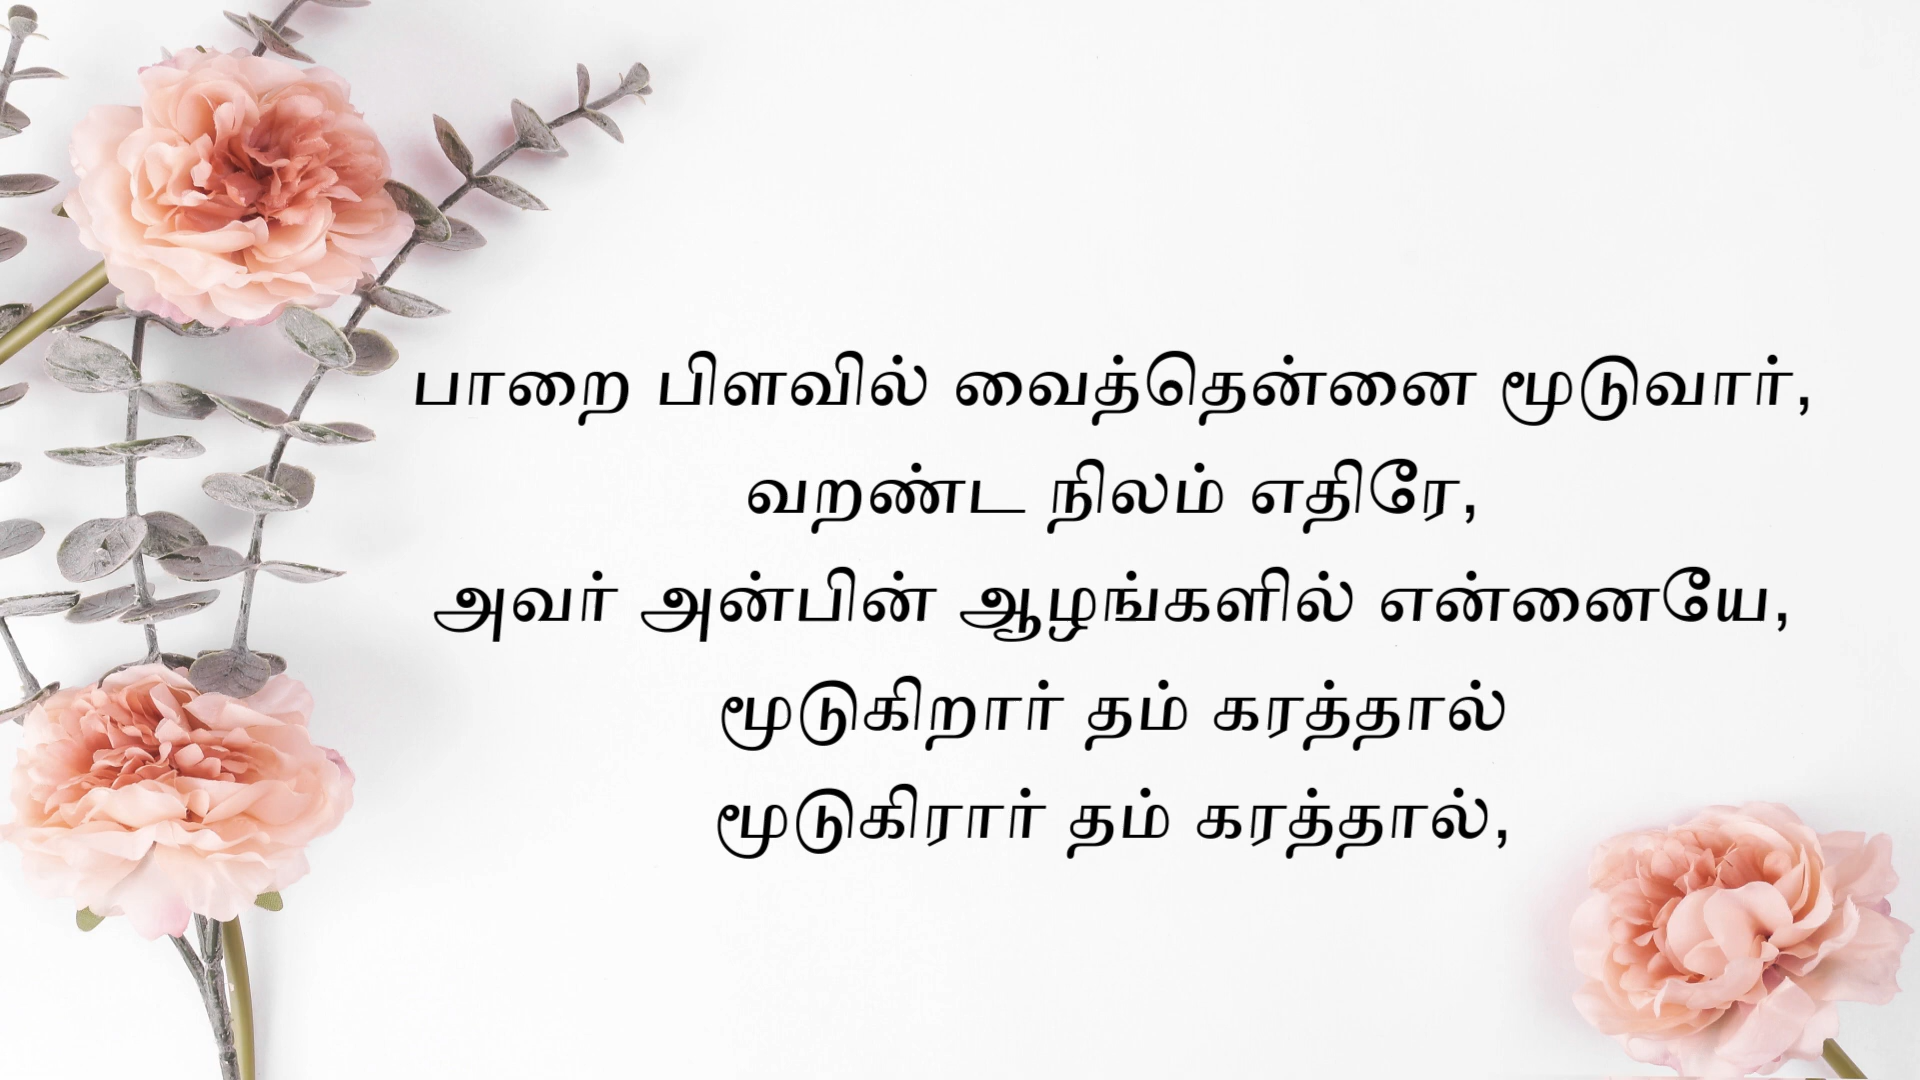 பாறை பிளவில் வைத்தென்னை மூடுவார்,
வறண்ட நிலம் எதிரே,
அவர் அன்பின் ஆழங்களில் என்னையே,
மூடுகிறார் தம் கரத்தால்
மூடுகிரார் தம் கரத்தால்,